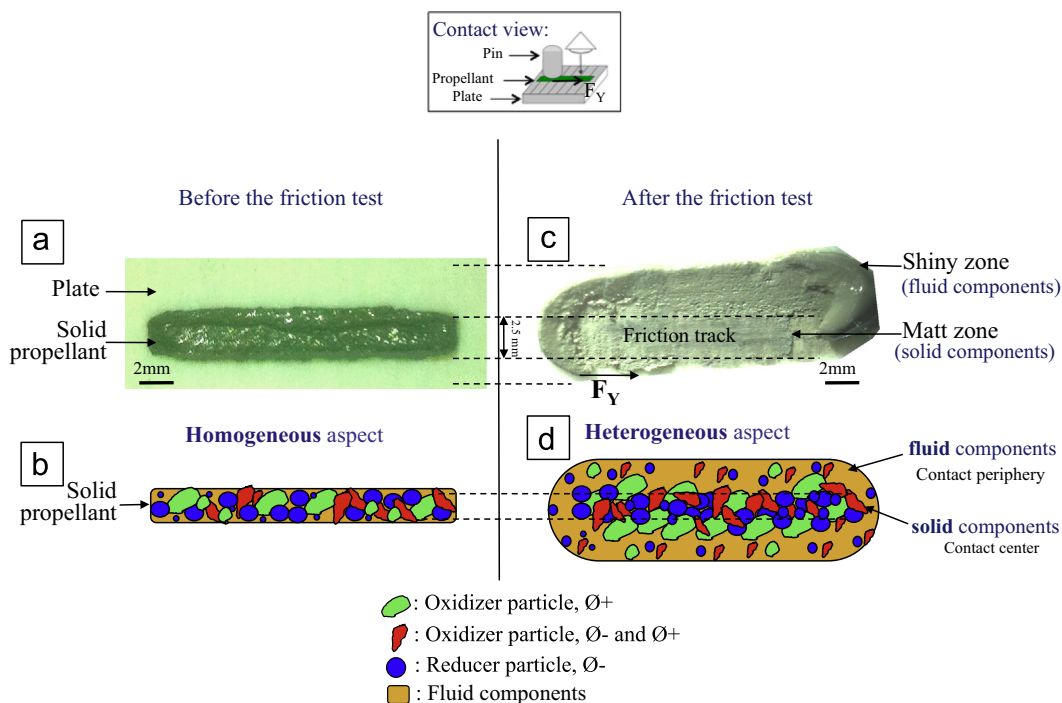 Contact view:
Pin
Propellant
Plate
F_Y
Before the friction test
After the friction test
a
Plate
Solid
propellant
2mm
2.5 mm
c
Friction track
F_Y
2mm
Shiny zone
(fluid components)
Matt zone
(solid components)
Homogeneous aspect
b
Solid
propellant
Heterogeneous aspect
d
fluid components
Contact periphery
solid components
Contact center
: Oxidizer particle, Ø+
: Oxidizer particle, Ø- and Ø+
: Reducer particle, Ø-
: Fluid components